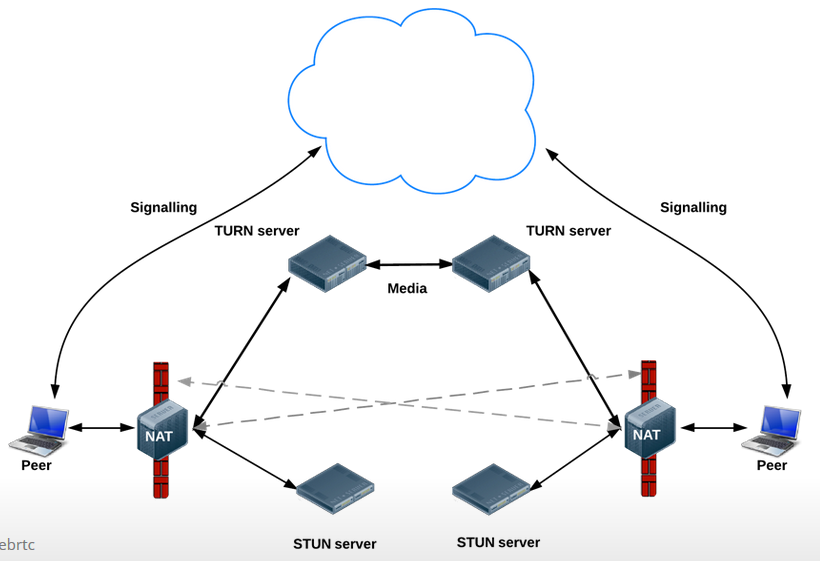 Signalling
Signalling
TURN server
TURN server
Media
NAT
NAT
Peer
Peer
STUN server
STUN server
ebrtc